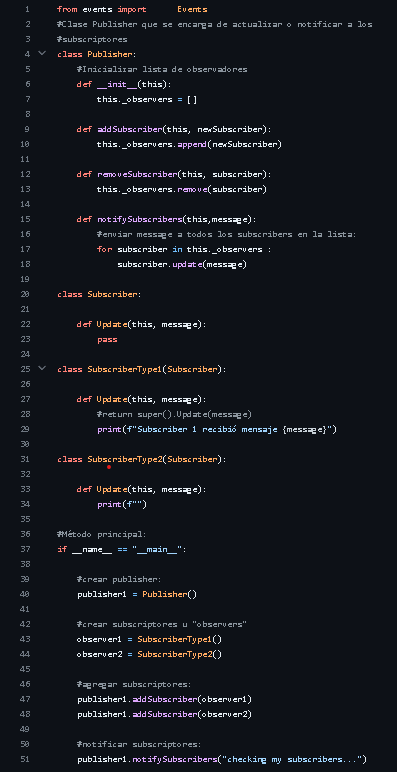 1 from events import Events
2 #Clase Publisher que se encarga de actualizar o notificar a los
3 #subscriptores
4 class Publisher:
5 #Inicializar lista de observadores
6 def __init__(this):
7 this._observers = []
8
9 def addSubscriber(this, newSubscriber):
10 this._observers.append(newSubscriber)
11
12 def removeSubscriber(this, subscriber):
13 this._observers.remove(subscriber)
14
15 def notifySubscribers(this,message):
16 #enviar message a todos los subscribers en la lista:
17 for subscriber in this._observers :
18 subscriber.update(message)
19
20 class Subscriber:
21
22 def Update(this, message):
23 pass
24
25 class SubscriberType1(Subscriber):
26
27 def Update(this, message):
28 #return super().Update(message)
29 print(f"Subscriber 1 recibió mensaje {message}")
30
31 class SubscriberType2(Subscriber):
32
33 def Update(this, message):
34 print(f"")
35
36 #Método principal:
37 if __name__ == "__main__":
38
39 #crear publisher:
40 publisher1 = Publisher()
41
42 #crear subscriptores u "observers"
43 observer1 = SubscriberType1()
44 observer2 = SubscriberType2()
45
46 #agregar subscriptores:
47 publisher1.addSubscriber(observer1)
48 publisher1.addSubscriber(observer2)
49
50 #notificar subscriptores:
51 publisher1.notifySubscribers("checking my subscribers...")